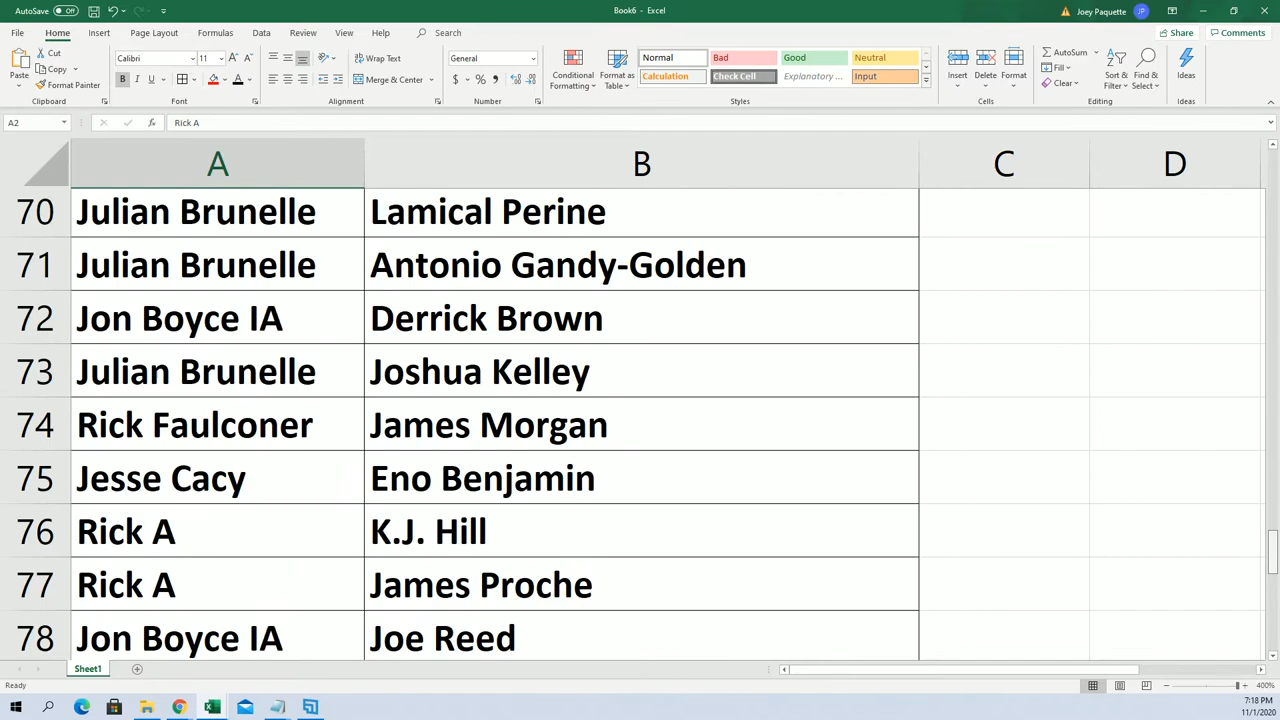 AutoSave Off Book6 - Excel Joey Paquette JP
File Home Insert Page Layout Formulas Data Review View Help Search Share Comments
Paste Cut Copy Format Painter Clipboard
Calibri 11 B I U A Font
Wrap Text Merge & Center Alignment
General $ % , Number
Conditional Formatting Format as Table
Normal Bad Good Neutral
Calculation Check Cell Explanatory ... Input
Styles
Insert Delete Format Cells
AutoSum Fill Clear Sort & Filter Find & Select Editing
Ideas Ideas
A2 fx Rick A
A B C D
70 Julian Brunelle Lamical Perine
71 Julian Brunelle Antonio Gandy-Golden
72 Jon Boyce IA Derrick Brown
73 Julian Brunelle Joshua Kelley
74 Rick Faulconer James Morgan
75 Jesse Cacy Eno Benjamin
76 Rick A K.J. Hill
77 Rick A James Proche
78 Jon Boyce IA Joe Reed
Sheet1
Ready 400%
7:18 PM
11/1/2020